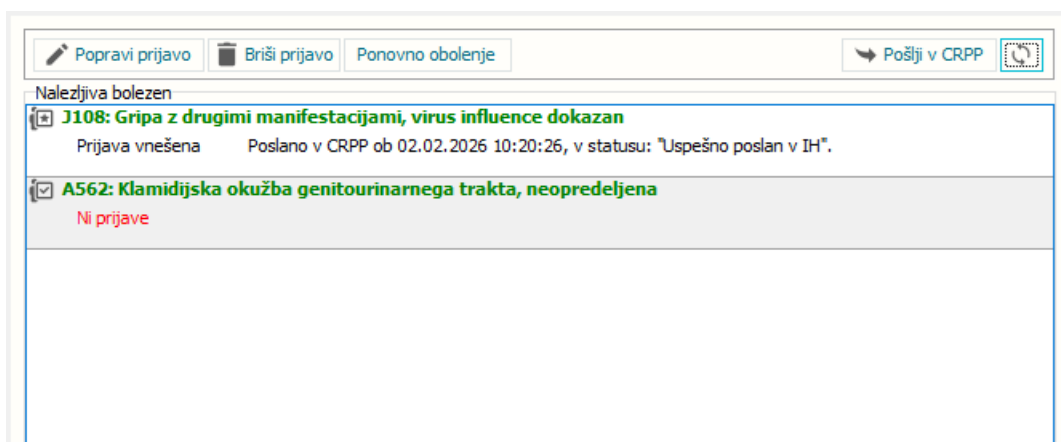 Popravi prijavo Briši prijavo Ponovno obolenje Pošlji v CRPP
Nalezljiva bolezen
J108: Gripa z drugimi manifestacijami, virus influence dokazan
Prijava vnešena Poslano v CRPP ob 02.02.2026 10:20:26, v statusu: "Uspešno poslan v IH".
A562: Klamidijska okužba genitourinarnega trakta, neopredeljena
Ni prijave